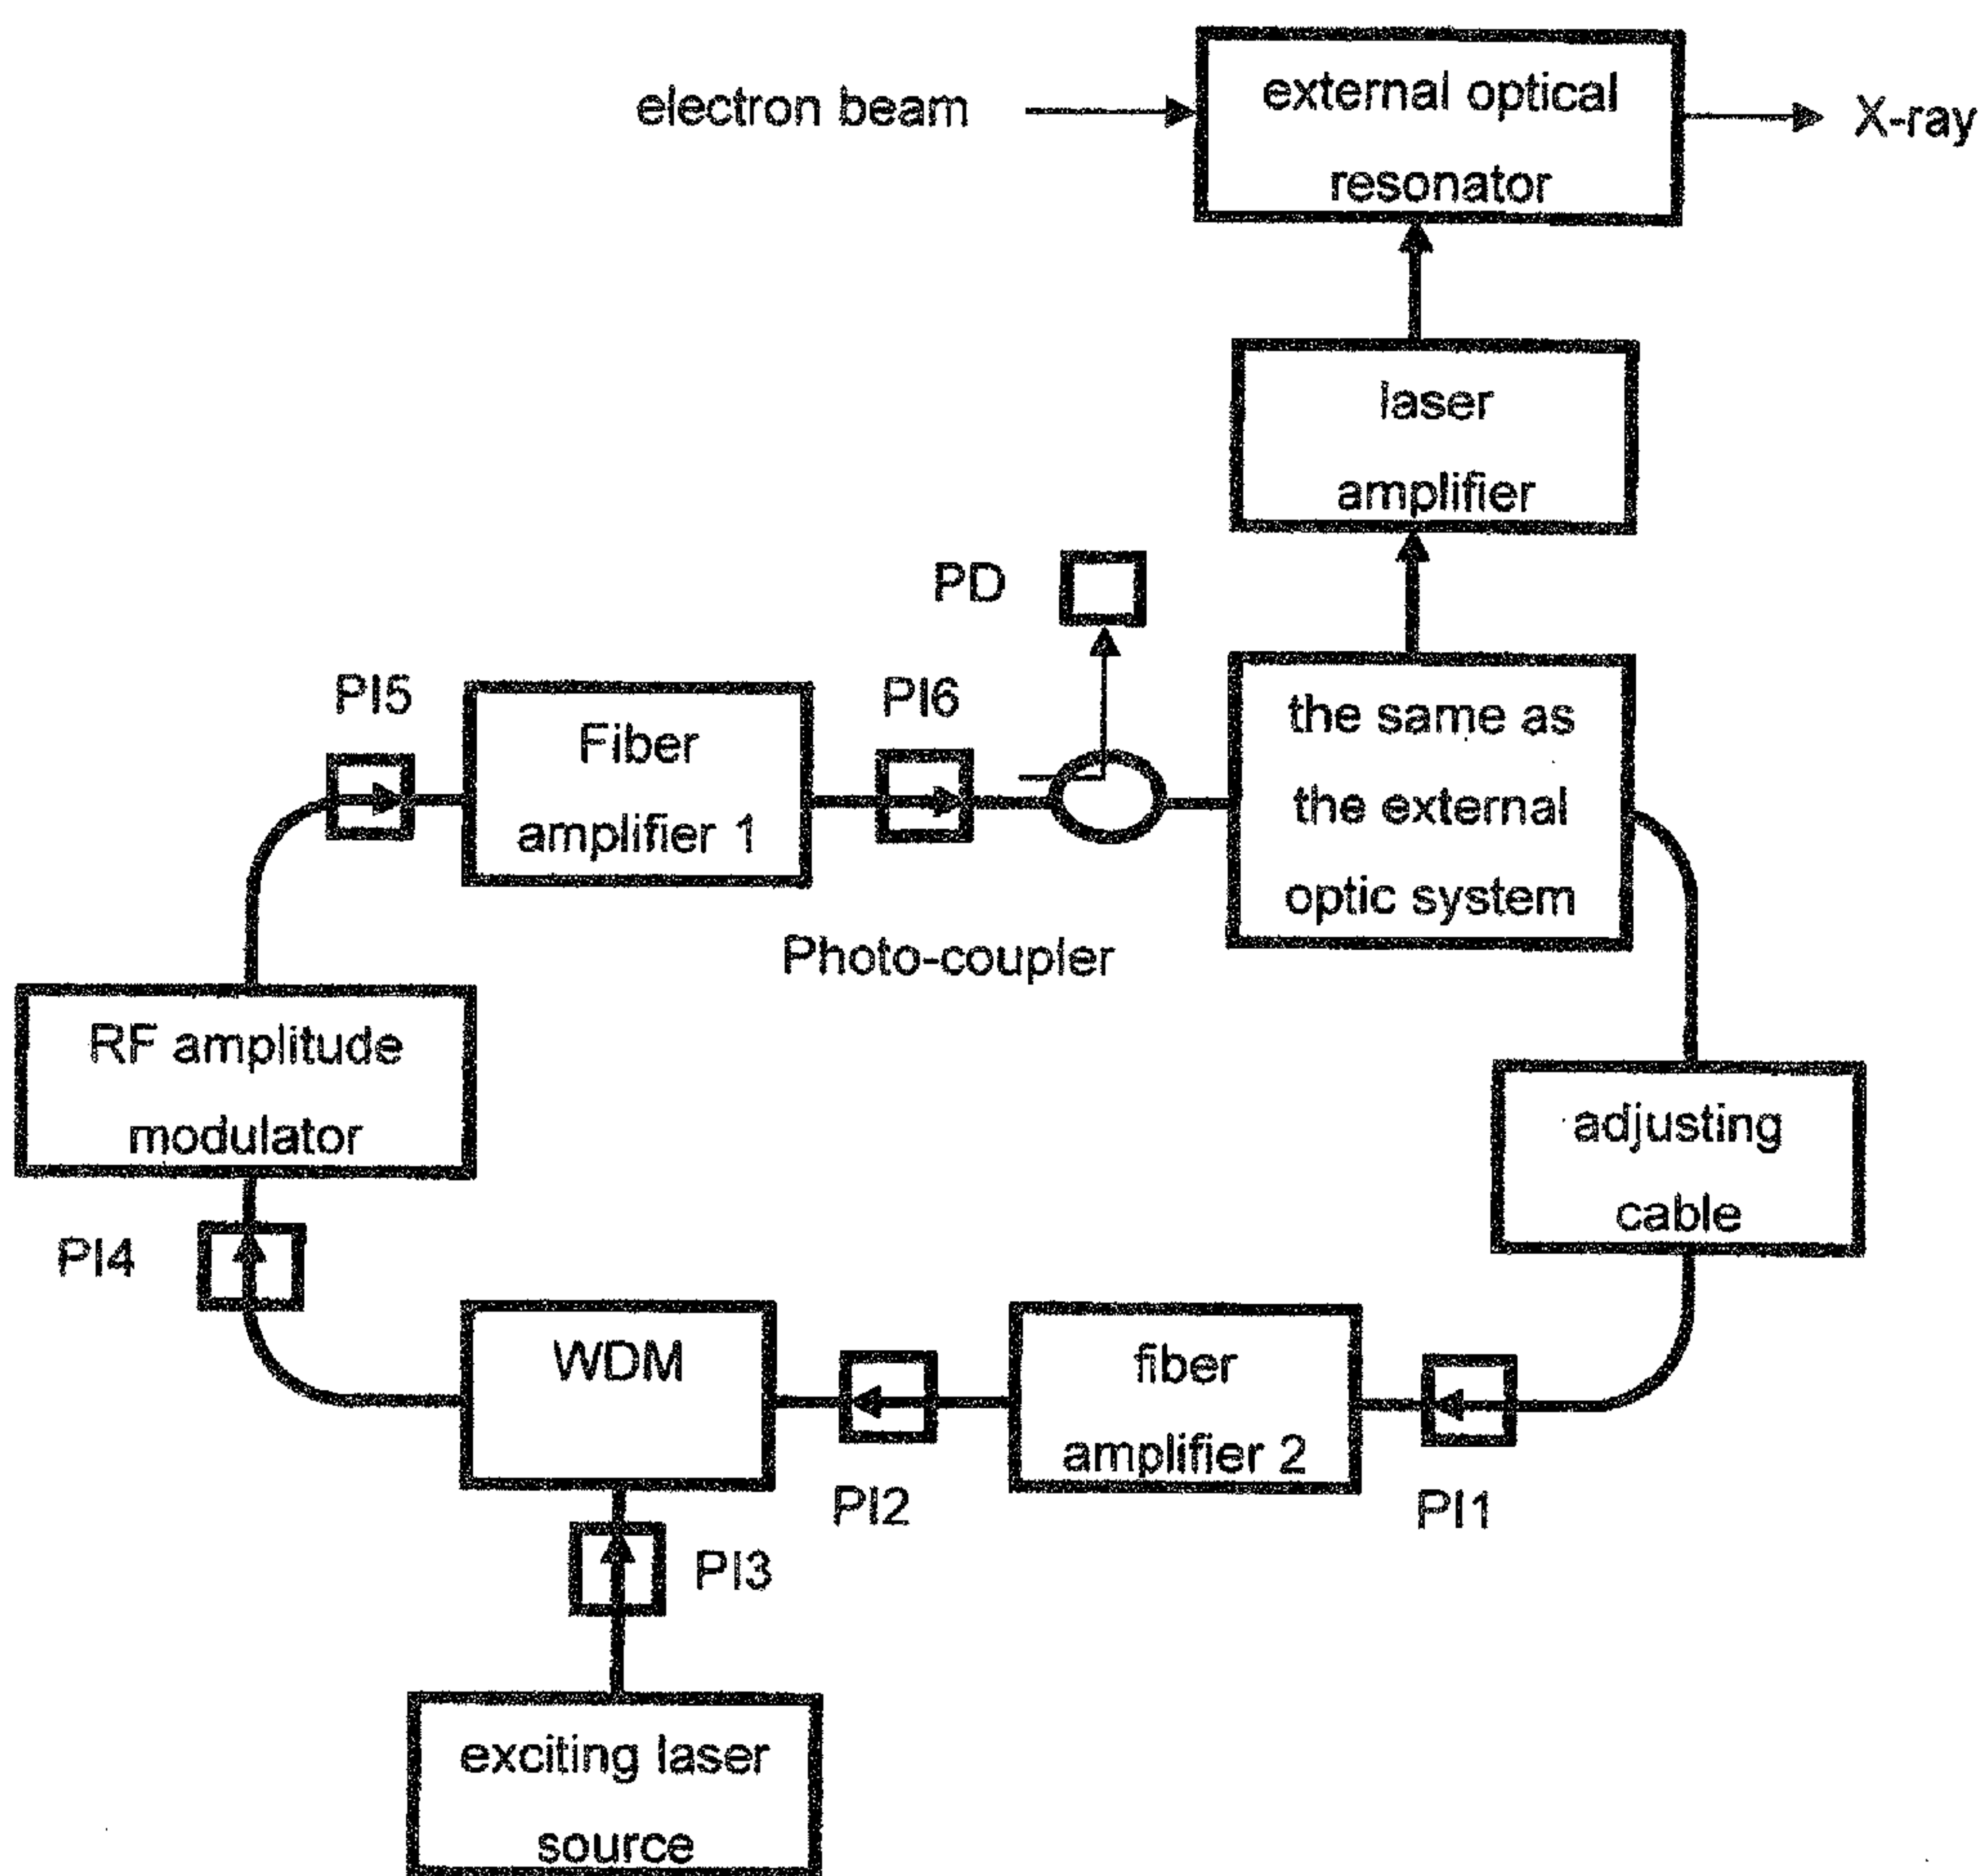 electron beam
external optical
resonator
X-ray
laser
amplifier
PD
PI5
Fiber
amplifier 1
PI6
the same as
the external
optic system
Photo-coupler
RF amplitude
modulator
adjusting
cable
PI4
WDM
fiber
amplifier 2
PI2
PI1
PI3
exciting laser
source